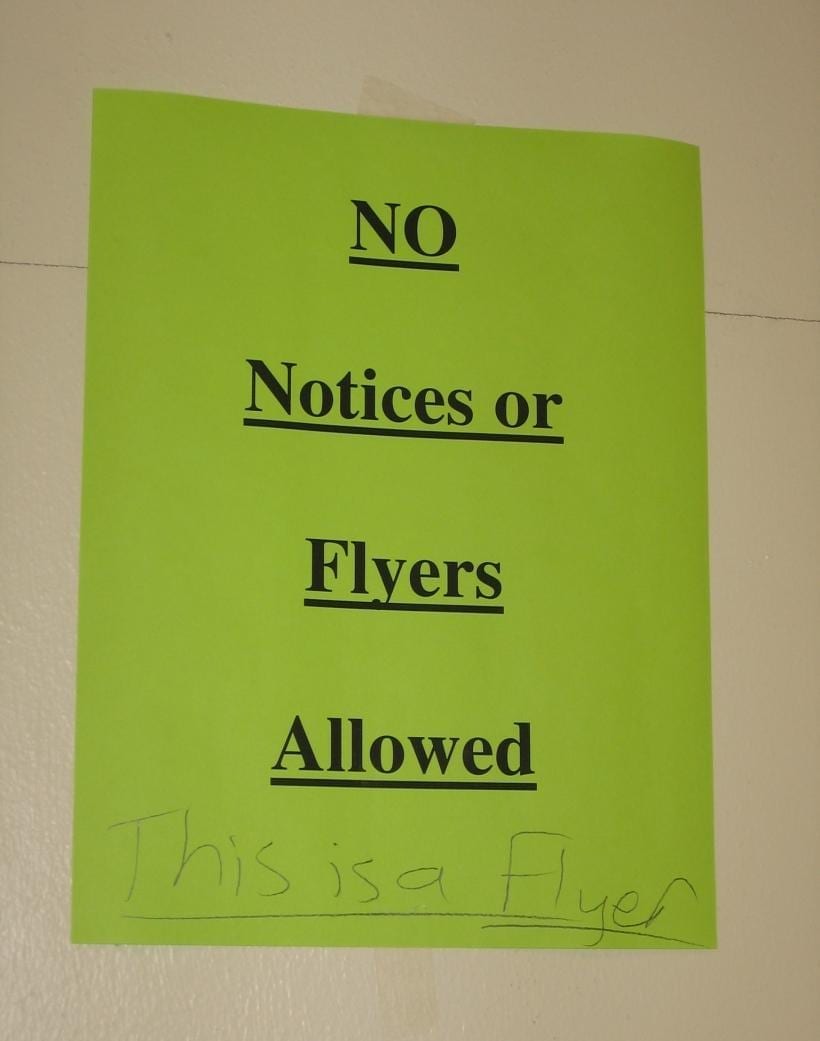 NO
Notices or
Flyers
Allowed
This is a Flyer